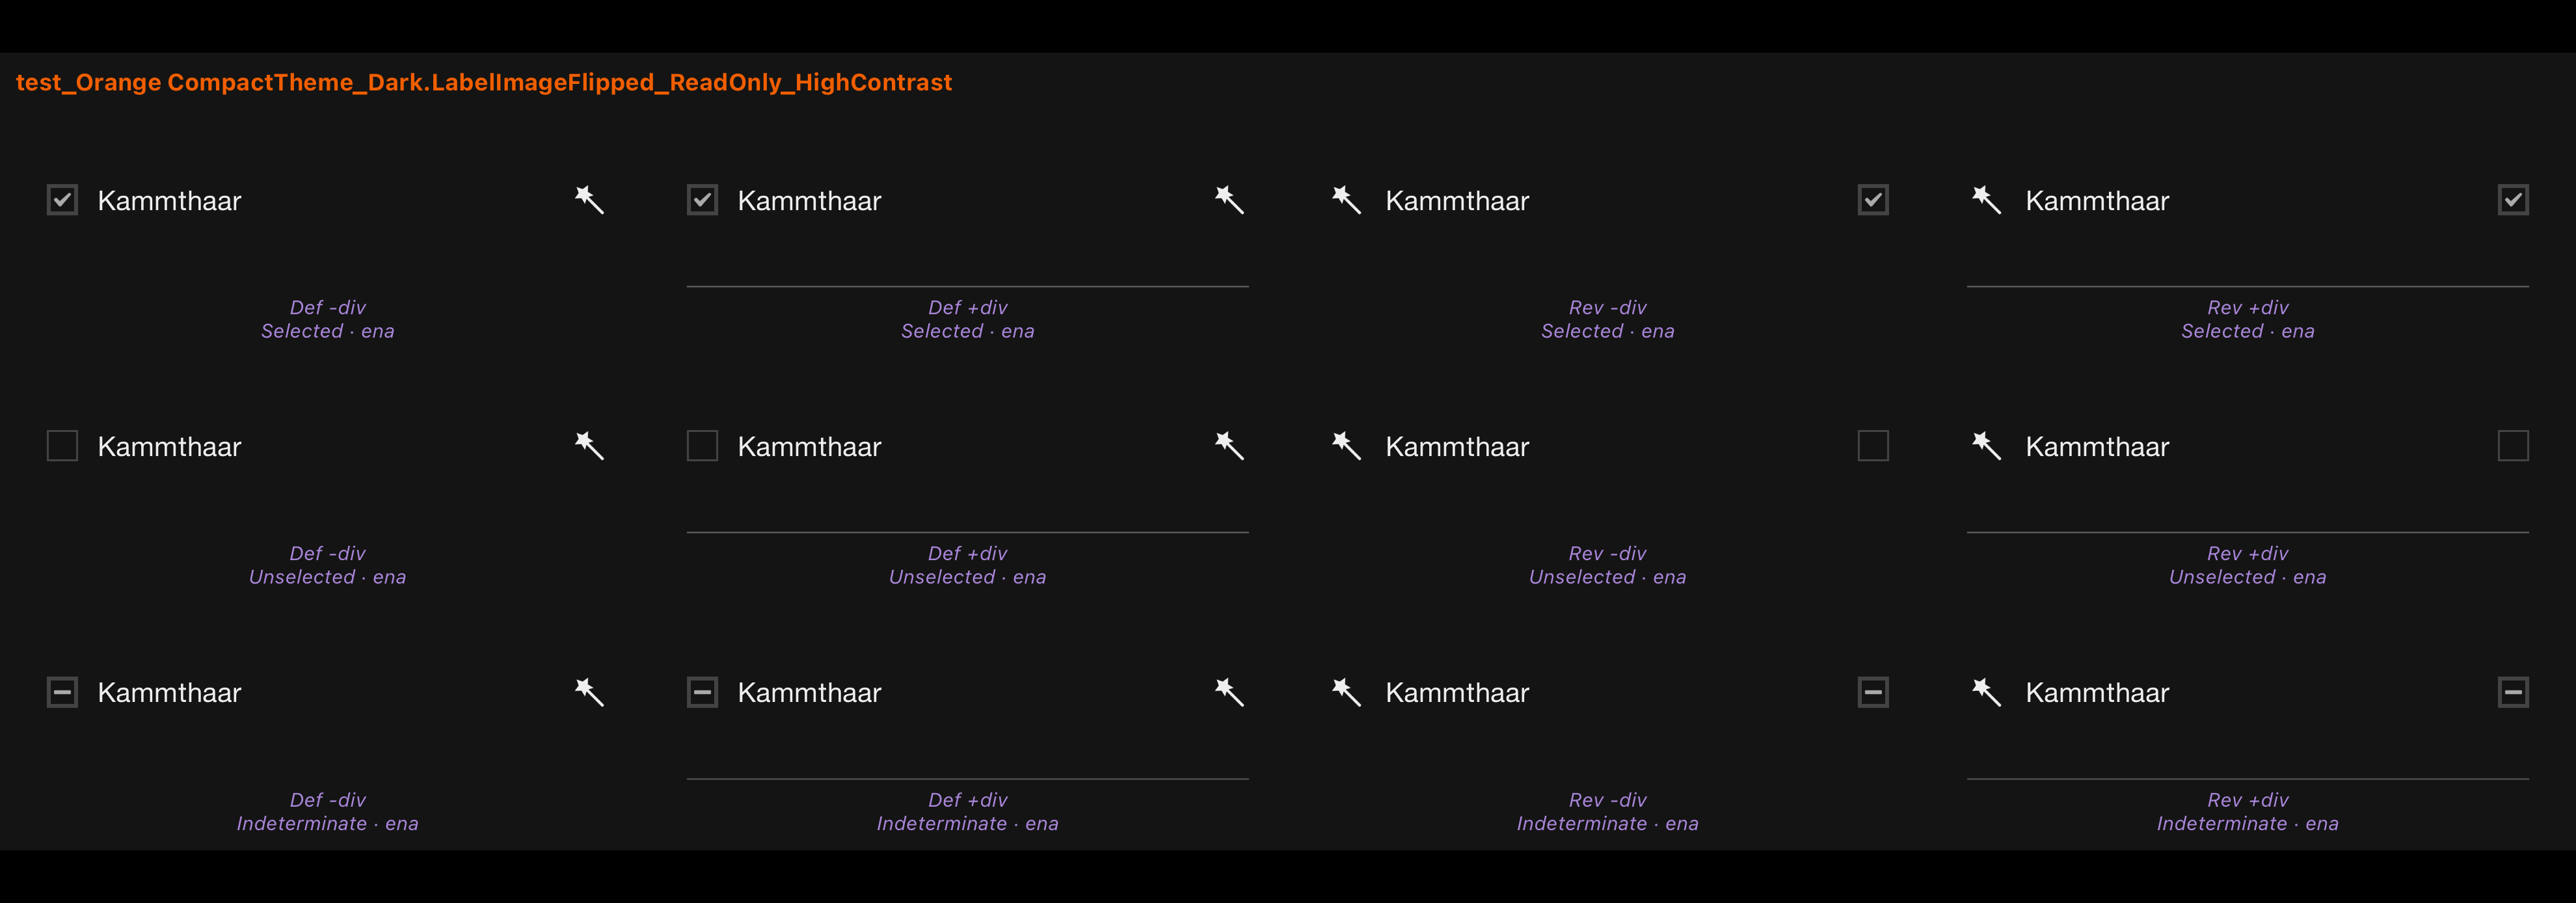 test_Orange CompactTheme_Dark.LabelImageFlipped_ReadOnly_HighContrast
Kammthaar
Kammthaar
Kammthaar
Kammthaar
Def -div
Selected · ena
Def +div
Selected · ena
Rev -div
Selected · ena
Rev +div
Selected · ena
Kammthaar
Kammthaar
Kammthaar
Kammthaar
Def -div
Unselected · ena
Def +div
Unselected · ena
Rev -div
Unselected · ena
Rev +div
Unselected · ena
Kammthaar
Kammthaar
Kammthaar
Kammthaar
Def -div
Indeterminate · ena
Def +div
Indeterminate · ena
Rev -div
Indeterminate · ena
Rev +div
Indeterminate · ena